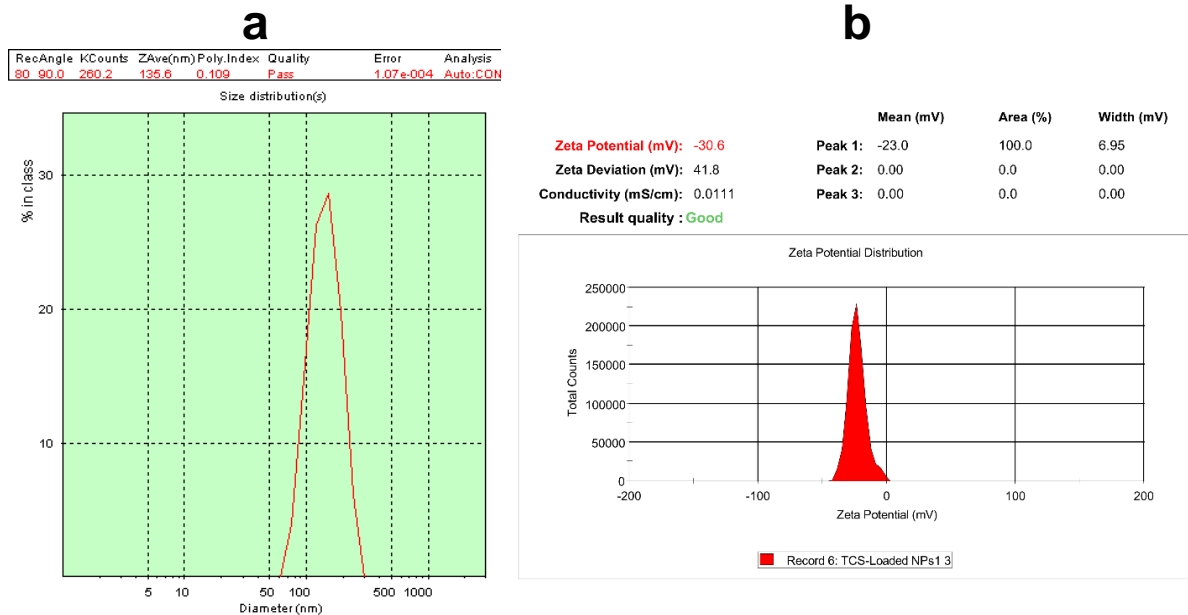 a
RecAngle KCounts ZAve(nm) Poly.Index Quality Error Analysis
80 90.0 260.2 135.6 0.109 Pass 1.07e-004 Auto:CON
Size distribution(s)
% in class
30
20
10
5 10 50 100 500 1000
Diameter (nm)
b
Mean (mV) Area (%) Width (mV)
Zeta Potential (mV): -30.6 Peak 1: -23.0 100.0 6.95
Zeta Deviation (mV): 41.8 Peak 2: 0.00 0.0 0.00
Conductivity (mS/cm): 0.0111 Peak 3: 0.00 0.0 0.00
Result quality : Good
Zeta Potential Distribution
Total Counts
250000
200000
150000
100000
50000
0
-200 -100 0 100 200
Zeta Potential (mV)
Record 6: TCS-Loaded NPs1 3